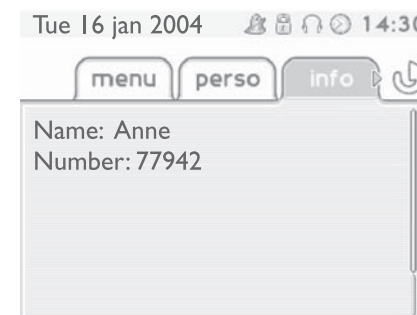 Tue 16 jan 2004 14:30
menu perso info
Name: Anne
Number: 77942